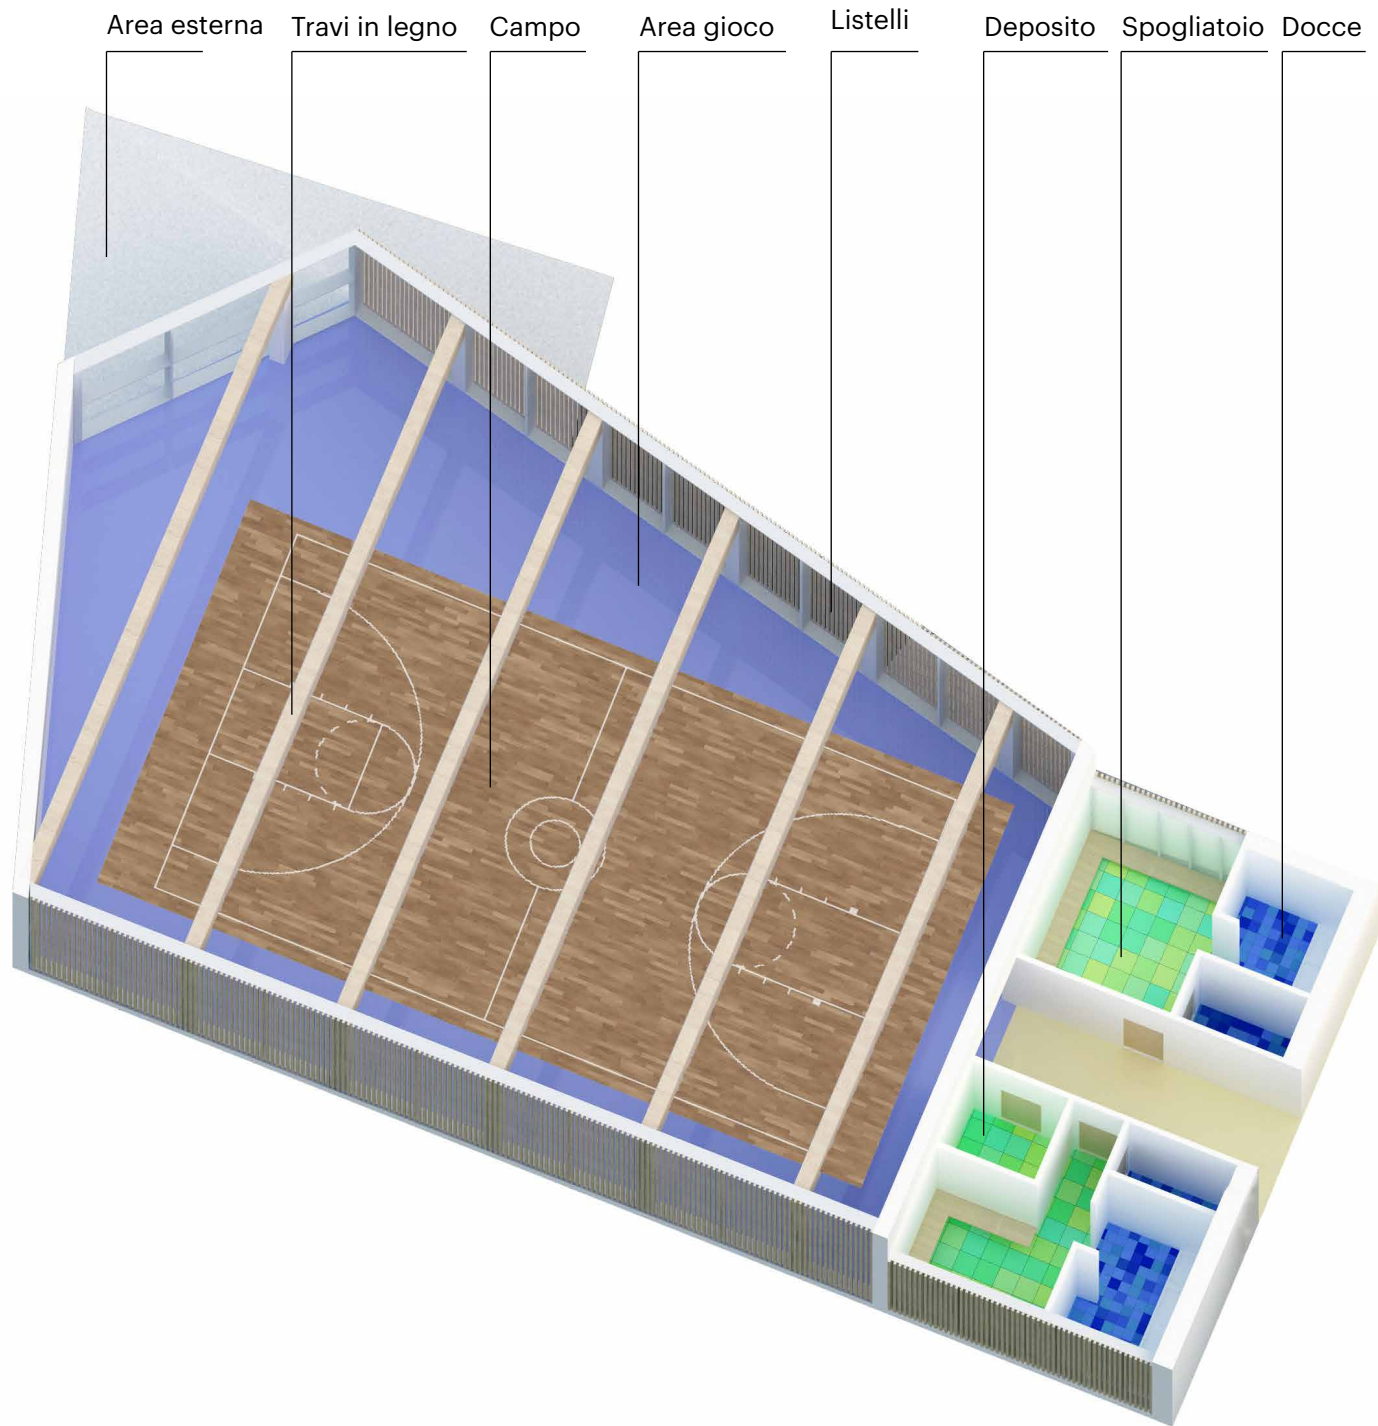 Area esterna
Travi in legno
Campo
Area gioco
Listelli
Deposito
Spogliatoio
Docce